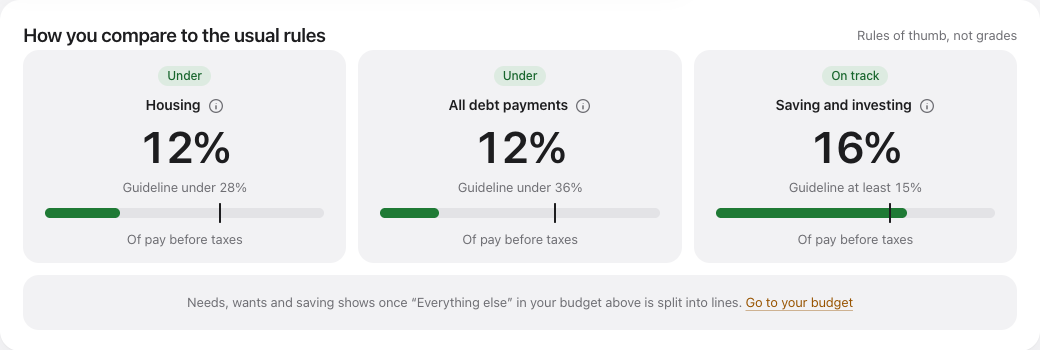 How you compare to the usual rules
Rules of thumb, not grades
Under
Housing
12%
Guideline under 28%
Of pay before taxes
Under
All debt payments
12%
Guideline under 36%
Of pay before taxes
On track
Saving and investing
16%
Guideline at least 15%
Of pay before taxes
Needs, wants and saving shows once “Everything else” in your budget above is split into lines. Go to your budget